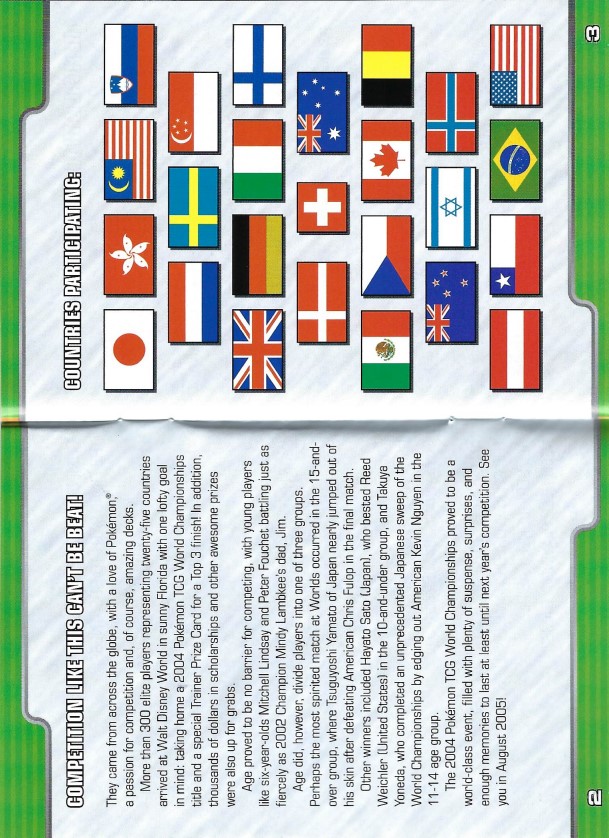 COMPETITION LIKE THIS CAN'T BE BEAT!
They came from across the globe, with a love of Pokémon,®
a passion for competition and, of course, amazing decks.
More than 300 elite players representing twenty-five countries
arrived at Walt Disney World in sunny Florida with one lofty goal
in mind: taking home a 2004 Pokémon TCG World Championships
title and a special Trainer Prize Card for a Top 3 finish! In addition,
thousands of dollars in scholarships and other awesome prizes
were also up for grabs.
Age proved to be no barrier for competing, with young players
like six-year-olds Mitchell Lindsay and Peter Fouchet battling just as
fiercely as 2002 Champion Mindy Lambkee's dad, Jim.
Age did, however, divide players into one of three groups.
Perhaps the most spirited match at Worlds occurred in the 15-and-
over group, where Tsuguyoshi Yamato of Japan nearly jumped out of
his skin after defeating American Chris Fulop in the final match.
Other winners included Hayato Sato (Japan), who bested Reed
Weichler (United States) in the 10-and-under group, and Takuya
Yoneda, who completed an unprecedented Japanese sweep of the
World Championships by edging out American Kevin Nguyen in the
11-14 age group.
The 2004 Pokémon TCG World Championships proved to be a
world-class event, filled with plenty of suspense, surprises, and
enough memories to last at least until next year's competition. See
you in August 2005!
2
COUNTRIES PARTICIPATING:
3